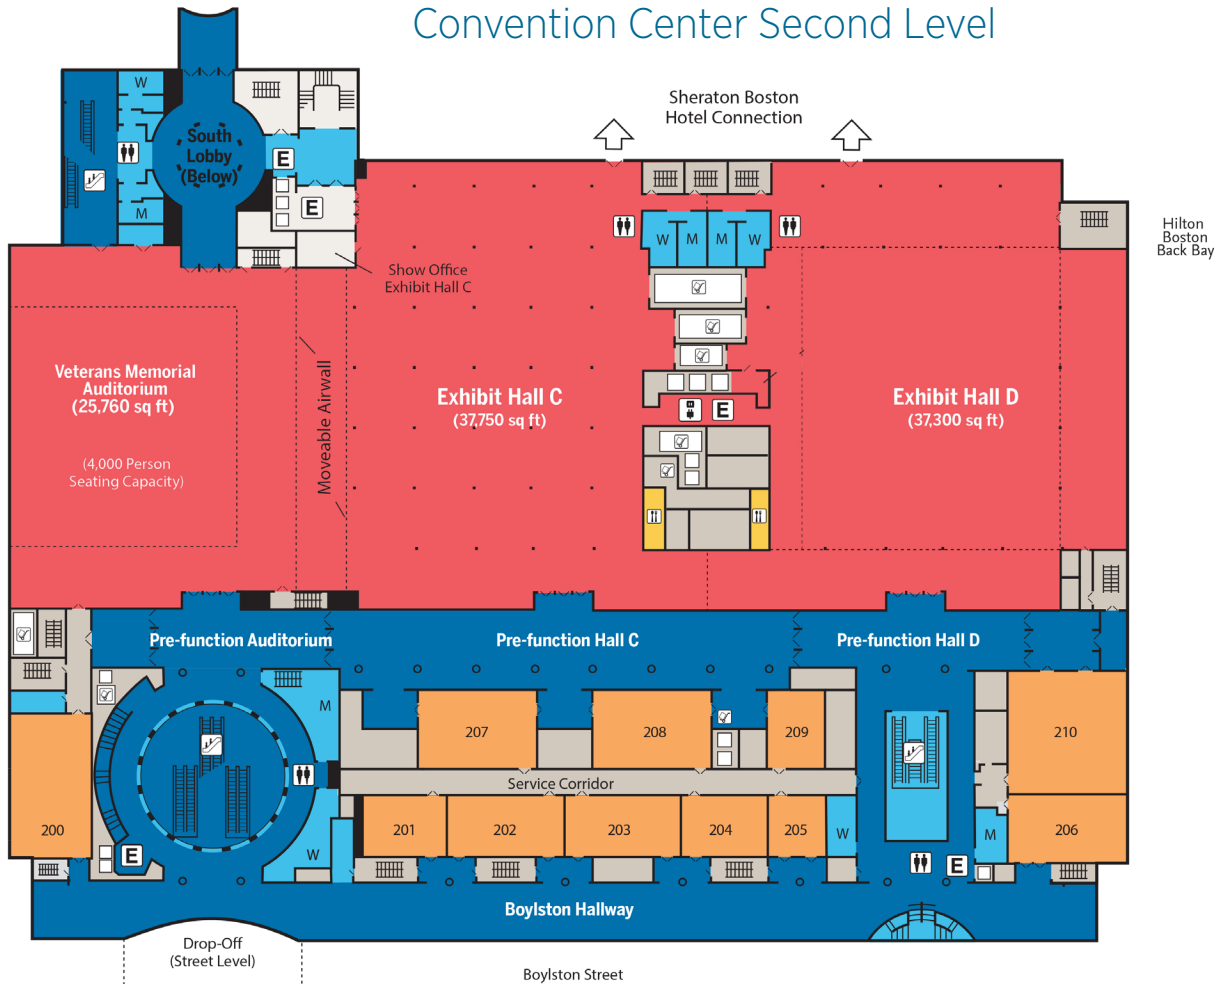 Convention Center Second Level
Sheraton Boston
Hotel Connection
W
South
Lobby
(Below)
E
M
E
W
M
M
W
Hilton
Boston
Back Bay
Show Office
Exhibit Hall C
Veterans Memorial
Auditorium
(25,760 sq ft)
(4,000 Person
Seating Capacity)
Moveable Airwall
Exhibit Hall C
(37,750 sq ft)
E
Exhibit Hall D
(37,300 sq ft)
Pre-function Auditorium
Pre-function Hall C
Pre-function Hall D
M
207
208
209
210
Service Corridor
200
E
W
201
202
203
204
205
W
M
206
E
Boylston Hallway
Drop-Off
(Street Level)
Boylston Street